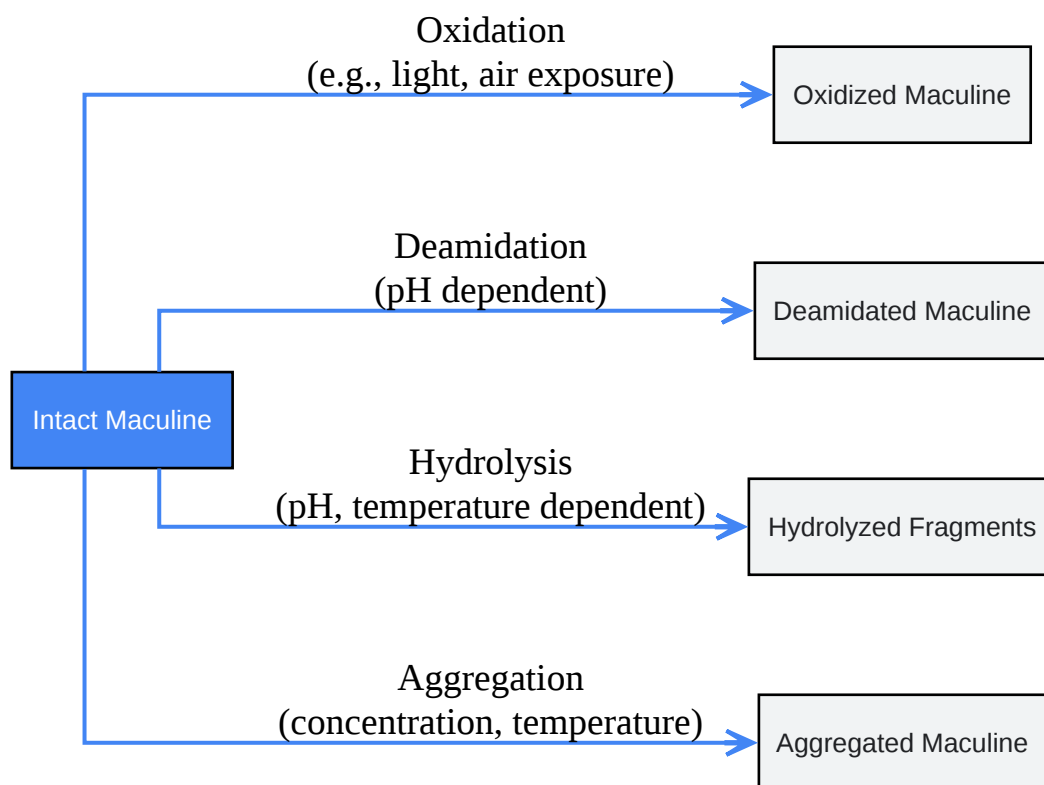 Oxidation
(e.g., light, air exposure)
Oxidized Maculine
Deamidation
(pH dependent)
Deamidated Maculine
Intact Maculine
Hydrolysis
(pH, temperature dependent)
Hydrolyzed Fragments
Aggregation
(concentration, temperature)
Aggregated Maculine